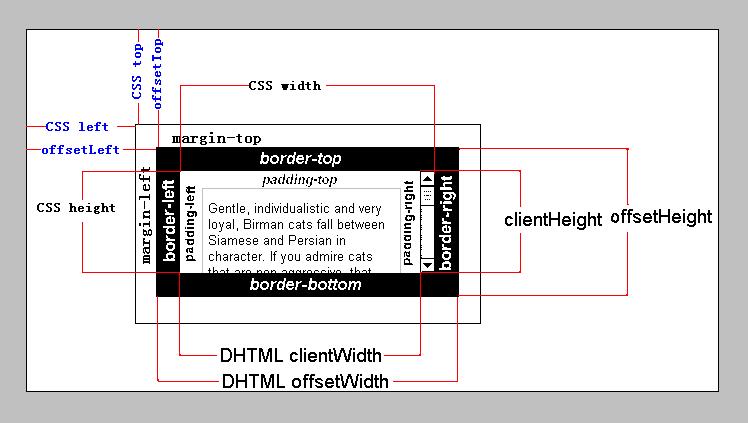 CSS top
offsetTop
CSS width
CSS left
margin-top
offsetLeft
border-top
padding-top
margin-left
border-left
padding-left
padding-right
border-right
CSS height
Gentle, individualistic and very
loyal, Birman cats fall between
Siamese and Persian in
character. If you admire cats
that are non aggressive, that
clientHeight
offsetHeight
border-bottom
DHTML clientWidth
DHTML offsetWidth